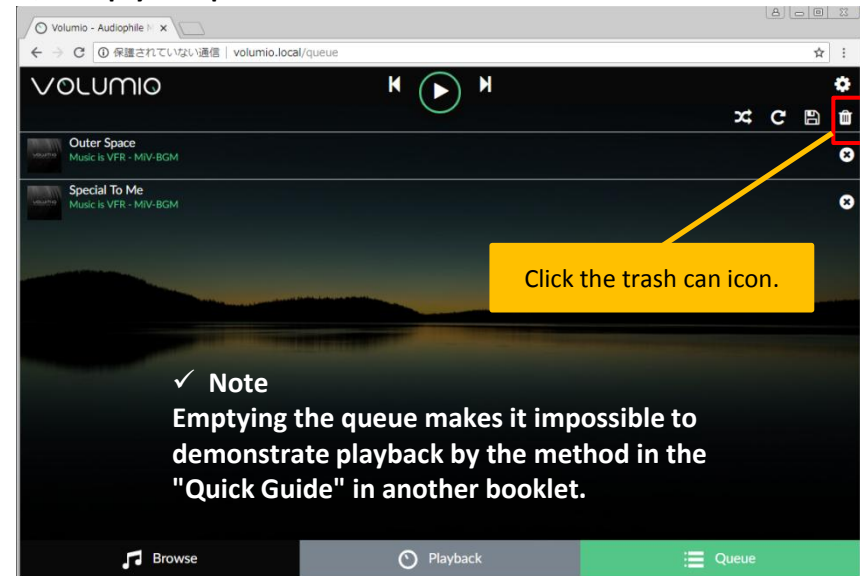 Volumio - Audiophile M
保護されていない通信 | volumio.local/queue
VOLUMIO
Outer Space
Music is VFR - MiV-BGM
Special To Me
Music is VFR - MiV-BGM
Click the trash can icon.
✓ Note
Emptying the queue makes it impossible to
demonstrate playback by the method in the
"Quick Guide" in another booklet.
Browse
Playback
Queue